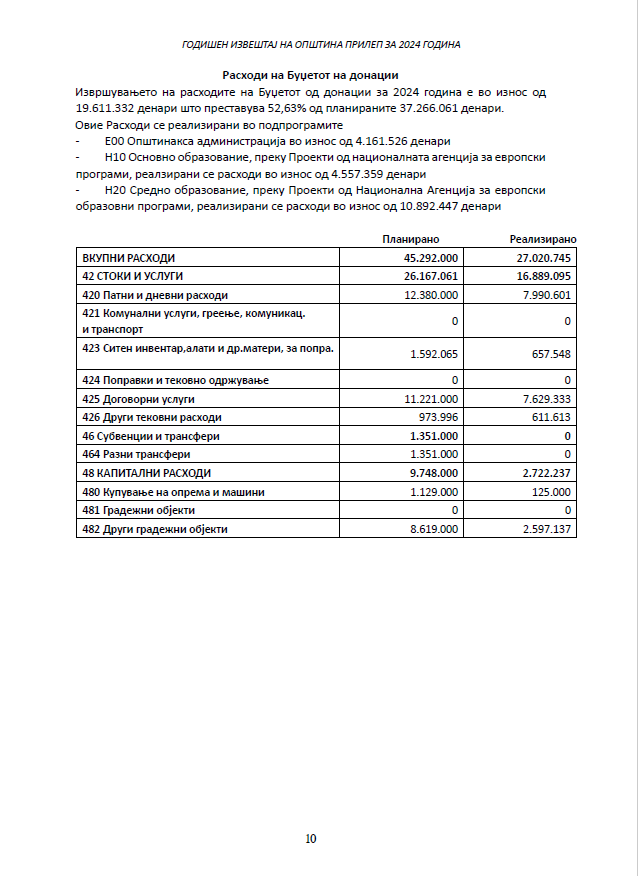 ГОДИШЕН ИЗВЕШТАЈ НА ОПШТИНА ПРИЛЕП ЗА 2024 ГОДИНА
Расходи на Буџетот на донации
Извршувањето на расходите на Буџетот од донации за 2024 година е во износ од
19.611.332 денари што преставува 52,63% од планираните 37.266.061 денари.
Овие Расходи се реализирани во подпрограмите
- Е00 Општинакса администрација во износ од 4.161.526 денари
- Н10 Основно образование, преку Проекти од националната агенција за европски
програми, реалзирани се расходи во износ од 4.557.359 денари
- Н20 Средно образование, преку Проекти од Национална Агенција за европски
образовни програми, реализирани се расходи во износ од 10.892.447 денари
Планирано Реализирано
ВКУПНИ РАСХОДИ 45.292.000 27.020.745
42 СТОКИ И УСЛУГИ 26.167.061 16.889.095
420 Патни и дневни расходи 12.380.000 7.990.601
421 Комунални услуги, греење, комуникац.
и транспорт 0 0
423 Ситен инвентар,алати и др.матери, за попра. 1.592.065 657.548
424 Поправки и тековно одржување 0 0
425 Договорни услуги 11.221.000 7.629.333
426 Други тековни расходи 973.996 611.613
46 Субвенции и трансфери 1.351.000 0
464 Разни трансфери 1.351.000 0
48 КАПИТАЛНИ РАСХОДИ 9.748.000 2.722.237
480 Купување на опрема и машини 1.129.000 125.000
481 Градежни објекти 0 0
482 Други градежни објекти 8.619.000 2.597.137
10